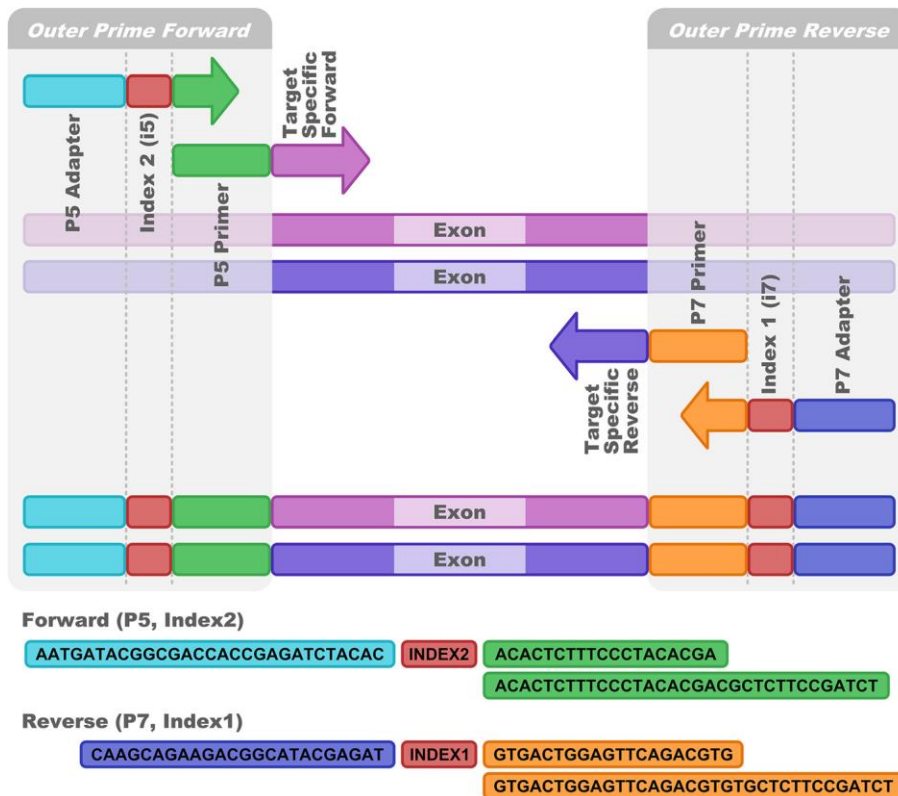 Outer Prime Forward
Outer Prime Reverse
P5 Adapter
Index 2 (i5)
P5 Primer
Target
Specific
Forward
Exon
Exon
P7 Primer
Index 1 (i7)
P7 Adapter
Target
Specific
Reverse
Exon
Exon
Forward (P5, Index2)
AATGATACGGCGACCACCGAGATCTACAC INDEX2 ACACTCTTTCCCTACACGA
ACACTCTTTCCCTACACGACGCTCTTCCGATCT
Reverse (P7, Index1)
CAAGCAGAAGACGGCATACGAGAT INDEX1 GTGACTGGAGTTCAGACGTG
GTGACTGGAGTTCAGACGTGTGCTCTTCCGATCT